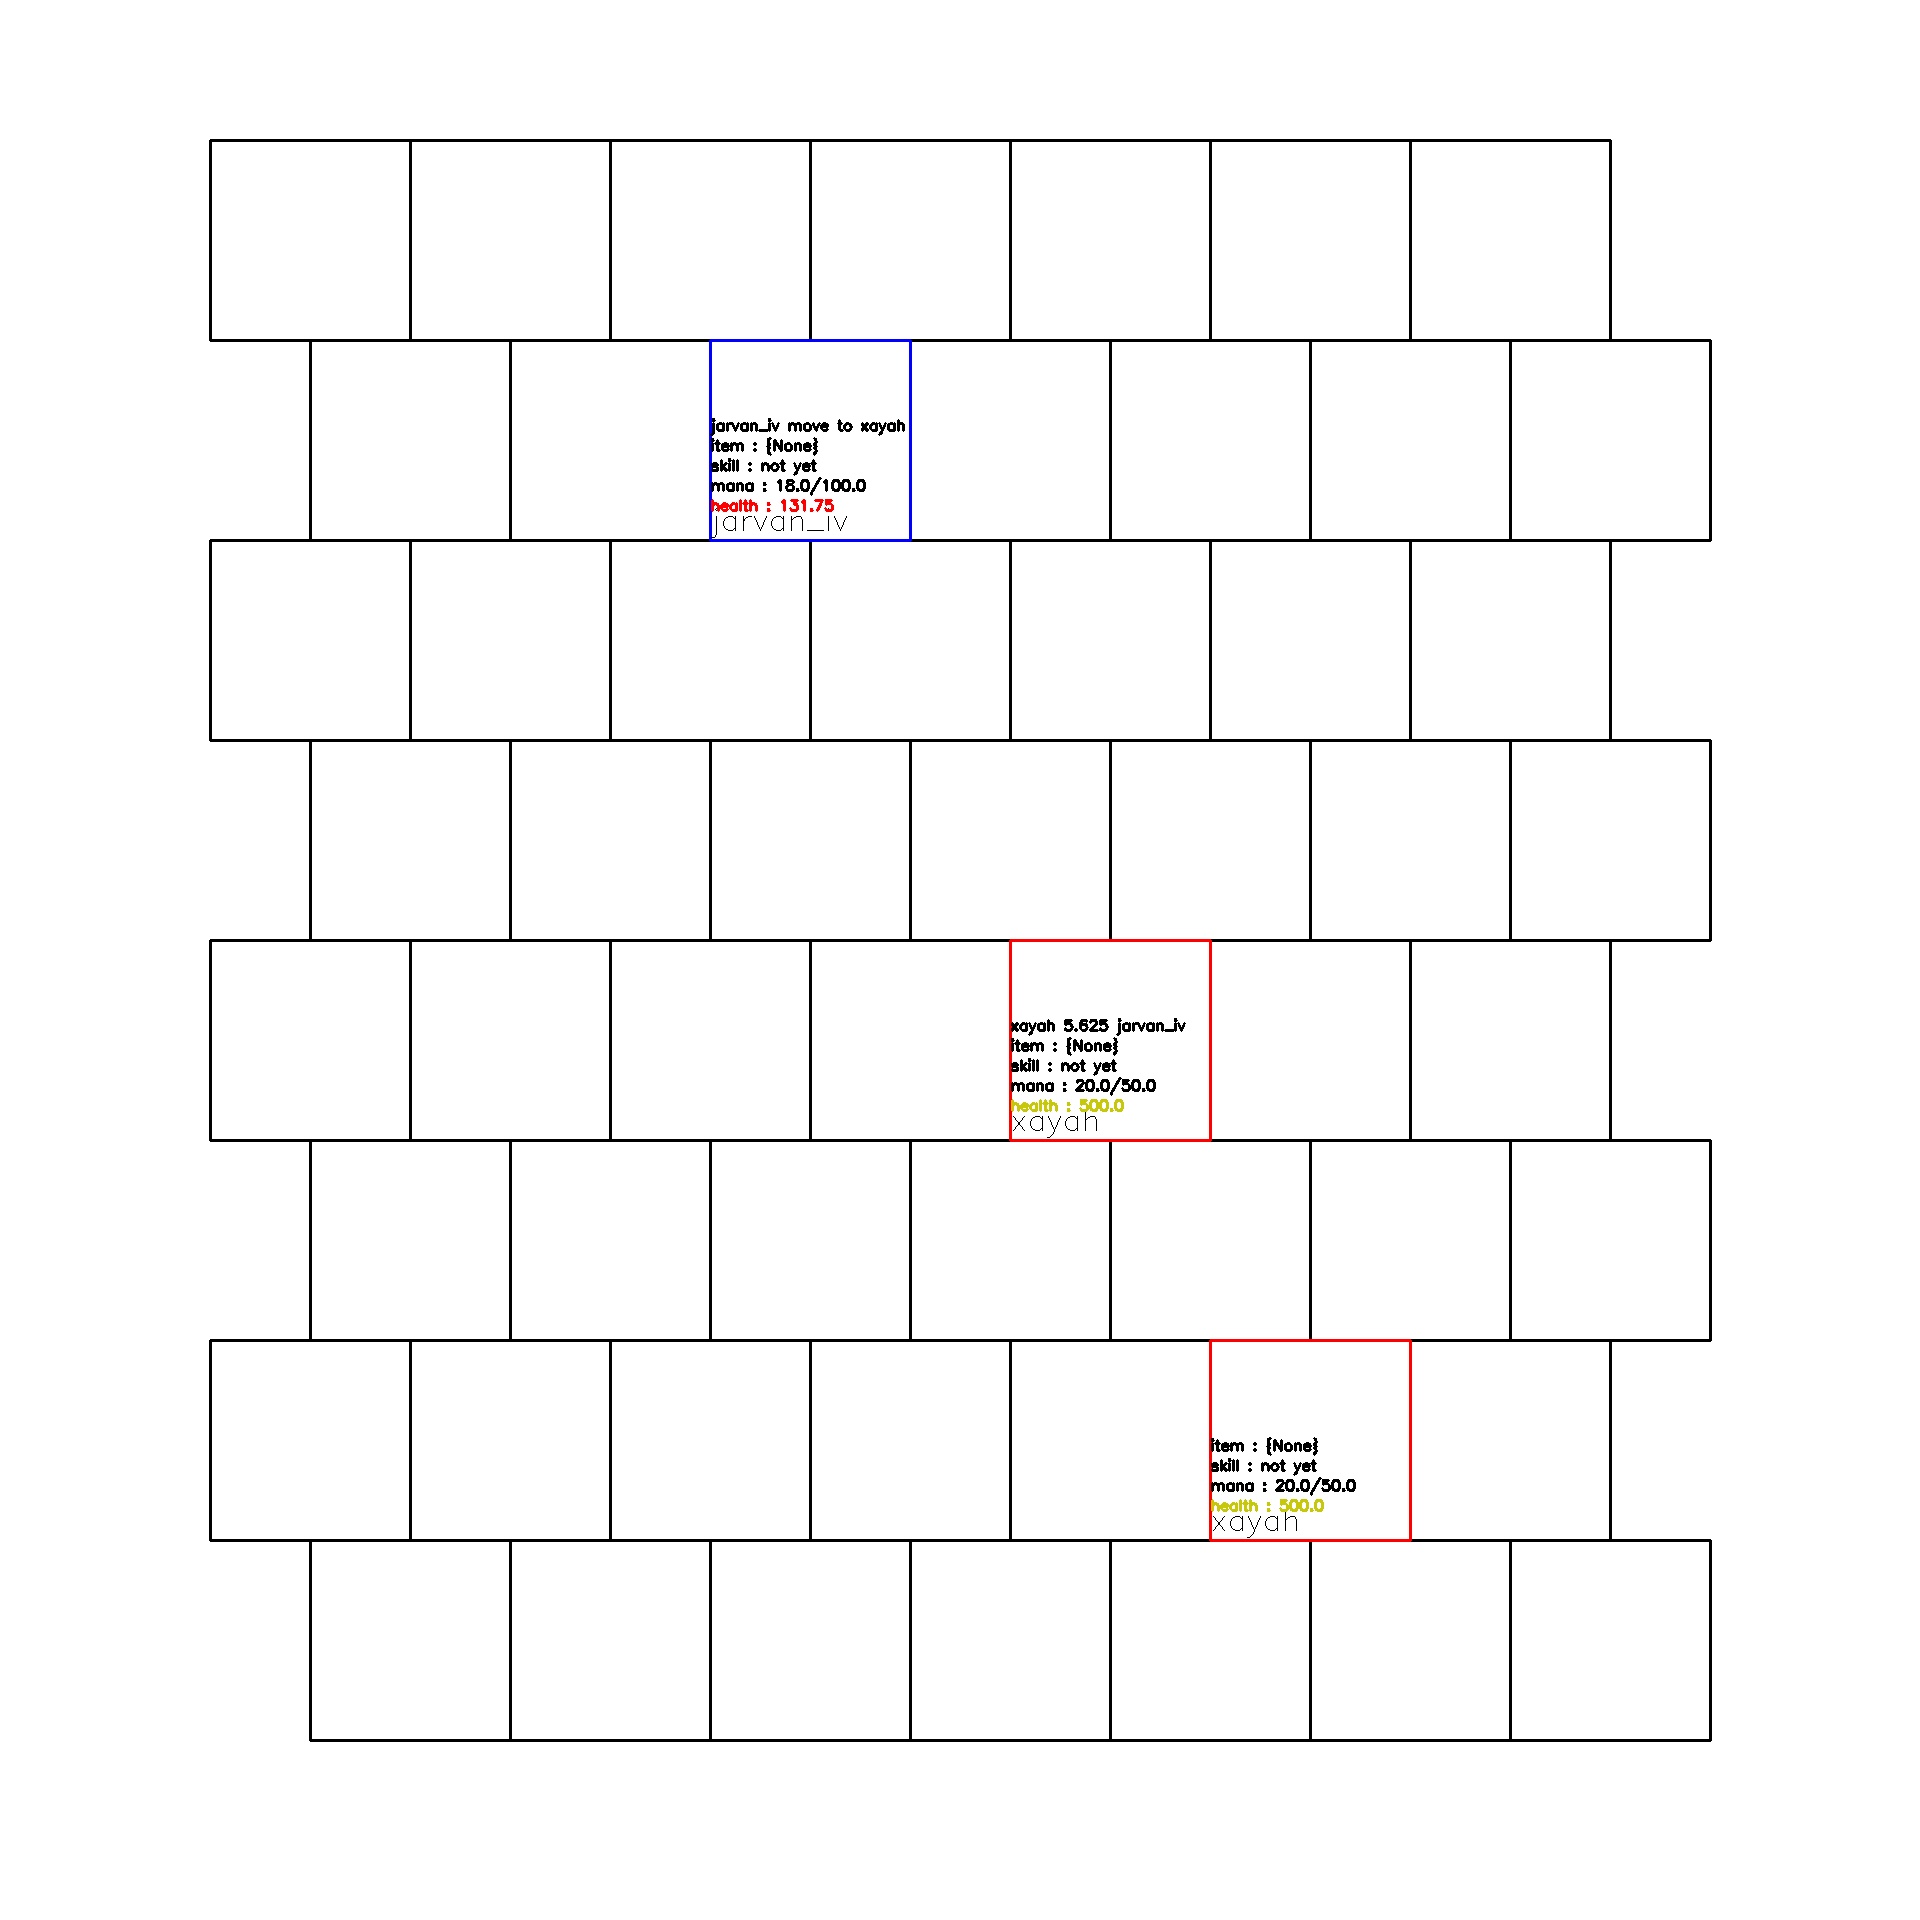 jarvan_iv move to xayah
item : {None}
skill : not yet
mana : 18.0/100.0
health : 131.75
jarvan_iv
xayah 5.625 jarvan_iv
item : {None}
skill : not yet
mana : 20.0/50.0
health : 500.0
xayah
item : {None}
skill : not yet
mana : 20.0/50.0
health : 500.0
xayah